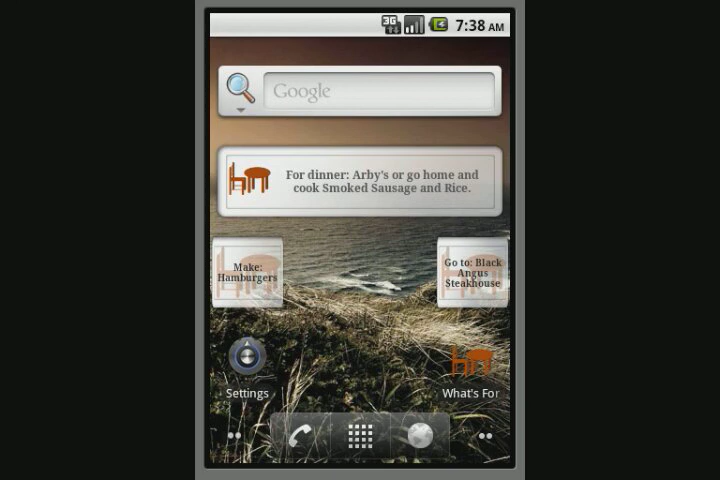 3G 7:38 AM
Google
For dinner: Arby's or go home and
cook Smoked Sausage and Rice.
Make:
Hamburgers
Go to: Black
Angus
Steakhouse
Settings
What's For